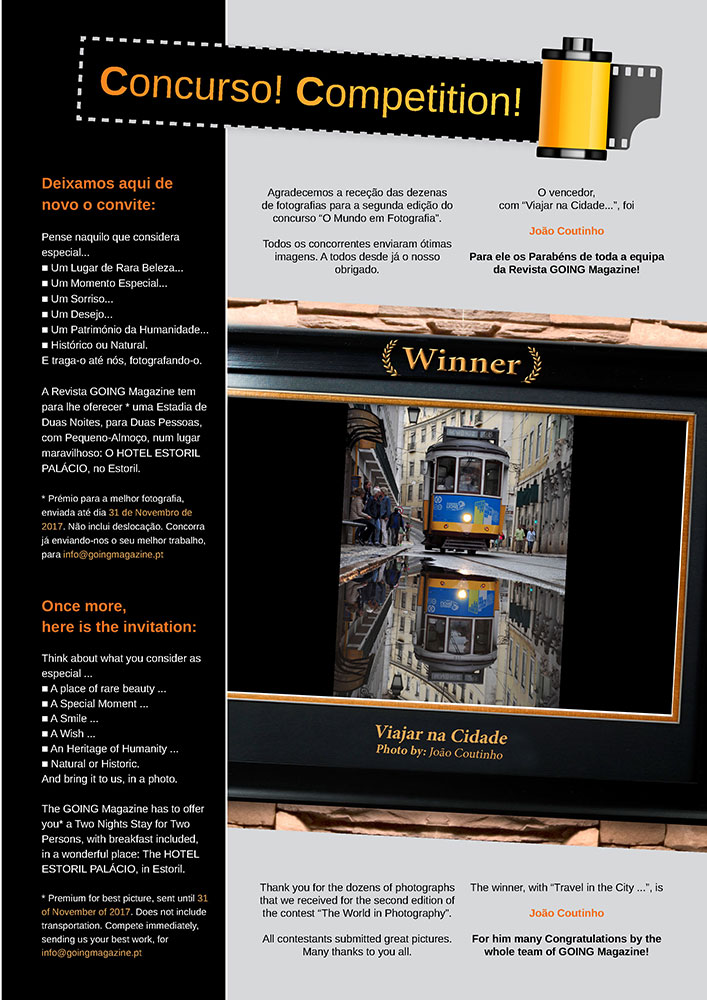 Concurso! Competition!
Deixamos aqui de
novo o convite:
Pense naquilo que considera
especial...
■ Um Lugar de Rara Beleza...
■ Um Momento Especial...
■ Um Sorriso...
■ Um Desejo...
■ Um Património da Humanidade...
■ Histórico ou Natural.
E traga-o até nós, fotografando-o.
A Revista GOING Magazine tem
para lhe oferecer * uma Estadia de
Duas Noites, para Duas Pessoas,
com Pequeno-Almoço, num lugar
maravilhoso: O HOTEL ESTORIL
PALÁCIO, no Estoril.
* Prémio para a melhor fotografia,
enviada até dia 31 de Novembro de
2017. Não inclui deslocação. Concorra
já enviando-nos o seu melhor trabalho,
para info@goingmagazine.pt
Once more,
here is the invitation:
Think about what you consider as
especial ...
■ A place of rare beauty ...
■ A Special Moment ...
■ A Smile ...
■ A Wish ...
■ An Heritage of Humanity ...
■ Natural or Historic.
And bring it to us, in a photo.
The GOING Magazine has to offer
you* a Two Nights Stay for Two
Persons, with breakfast included,
in a wonderful place: The HOTEL
ESTORIL PALÁCIO, in Estoril.
* Premium for best picture, sent until 31
of November of 2017. Does not include
transportation. Compete immediately,
sending us your best work, for
info@goingmagazine.pt
Agradecemos a receção das dezenas
de fotografias para a segunda edição do
concurso “O Mundo em Fotografia”.
Todos os concorrentes enviaram ótimas
imagens. A todos desde já o nosso
obrigado.
O vencedor,
com “Viajar na Cidade...”, foi
João Coutinho
Para ele os Parabéns de toda a equipa
da Revista GOING Magazine!
Winner
Viajar na Cidade
Photo by: João Coutinho
Thank you for the dozens of photographs
that we received for the second edition of
the contest “The World in Photography”.
All contestants submitted great pictures.
Many thanks to you all.
The winner, with “Travel in the City ...”, is
João Coutinho
For him many Congratulations by the
whole team of GOING Magazine!